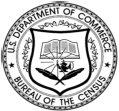 U.S. DEPARTMENT OF COMMERCE
BUREAU OF THE CENSUS